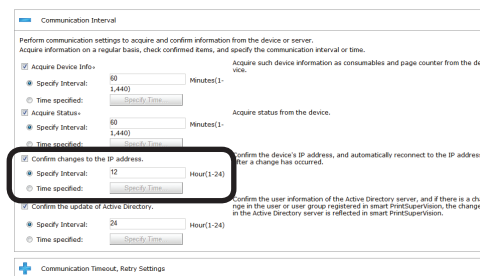 Communication Interval
Perform communication settings to acquire and confirm information from the device or server.
Acquire information on a regular basis, check confirmed items, and specify the communication interval or time.
Acquire Device Info*
Acquire such device information as consumables and page counter from the de
vice.
Specify Interval: 60 Minutes(1-
1,440)
Time specified: Specify Time...
Acquire Status*
Acquire status from the device.
Specify Interval: 60 Minutes(1-
1,440)
Time specified: Specify Time...
Confirm changes to the IP address.
Confirm the device's IP address, and automatically reconnect to the IP address
after a change has occurred.
Specify Interval: 12 Hour(1-24)
Time specified: Specify Time...
Confirm the update of Active Directory.
Confirm the user information of the Active Directory server, and if there is a cha
nge in the user or user group registered in smart PrintSuperVision, the change
in the Active Directory server is reflected in smart PrintSuperVision.
Specify Interval: 24 Hour(1-24)
Time specified: Specify Time...
Communication Timeout, Retry Settings